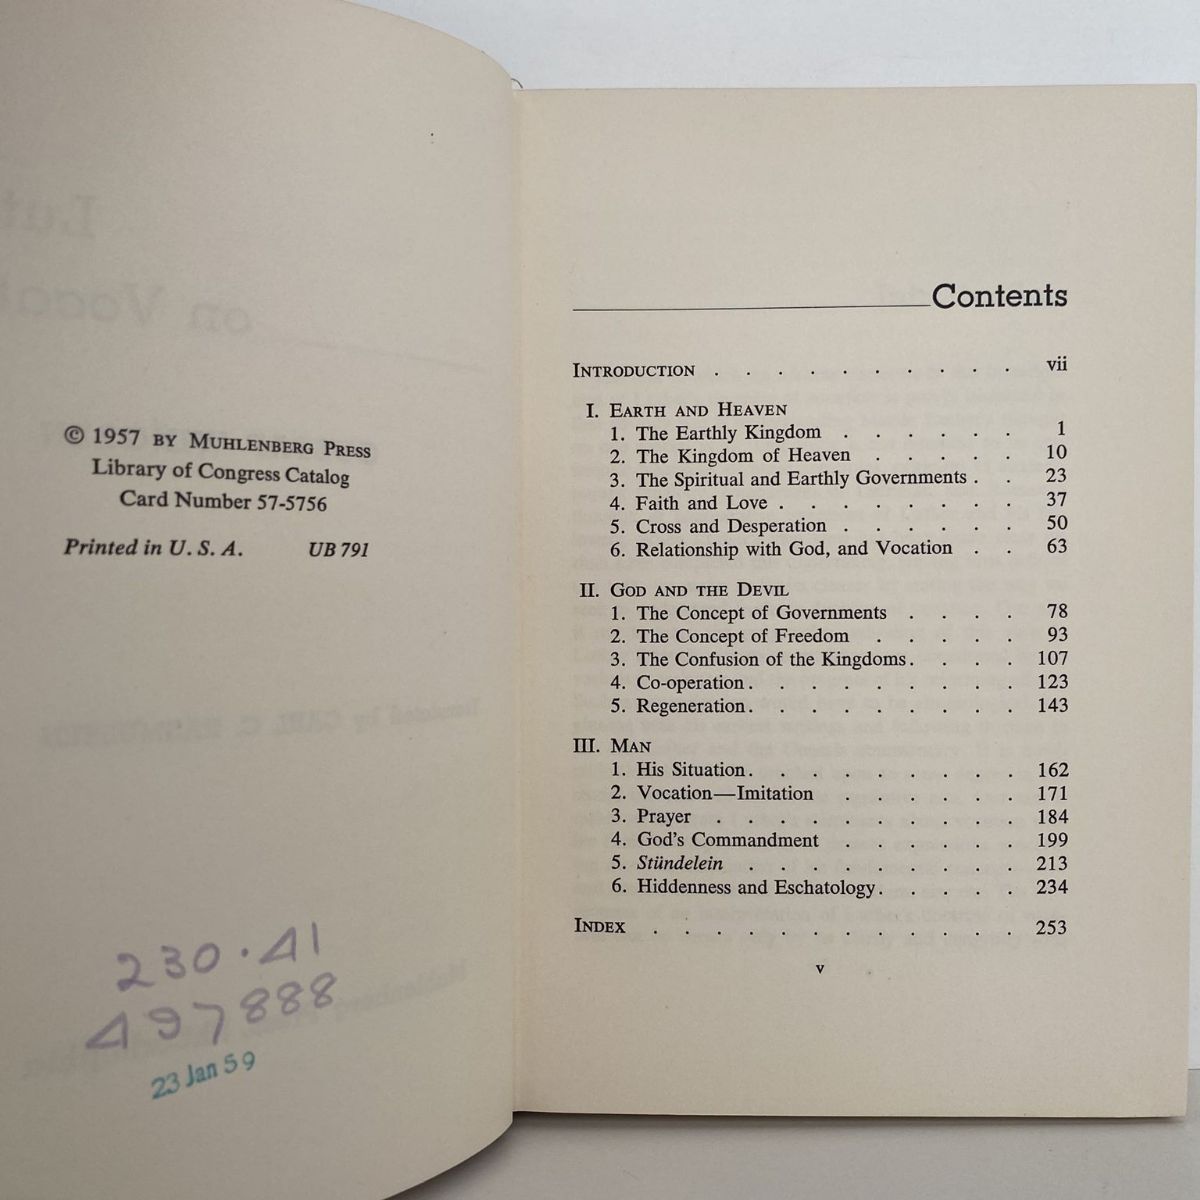 © 1957 BY MUHLENBERG PRESS
Library of Congress Catalog
Card Number 57-5756
Printed in U. S. A. UB 791
230.41
497888
23 Jan 59
Contents
INTRODUCTION . . . . . . . . . . vii
I. EARTH AND HEAVEN
1. The Earthly Kingdom . . . . . . 1
2. The Kingdom of Heaven . . . . . 10
3. The Spiritual and Earthly Governments . . 23
4. Faith and Love . . . . . . . . 37
5. Cross and Desperation . . . . . . 50
6. Relationship with God, and Vocation . . 63
II. GOD AND THE DEVIL
1. The Concept of Governments . . . . 78
2. The Concept of Freedom . . . . . 93
3. The Confusion of the Kingdoms . . . . 107
4. Co-operation . . . . . . . . . 123
5. Regeneration . . . . . . . . . 143
III. MAN
1. His Situation . . . . . . . . . 162
2. Vocation—Imitation . . . . . . 171
3. Prayer . . . . . . . . . . 184
4. God's Commandment . . . . . . 199
5. Stündelein . . . . . . . . . 213
6. Hiddenness and Eschatology . . . . . 234
INDEX . . . . . . . . . . . . 253
v